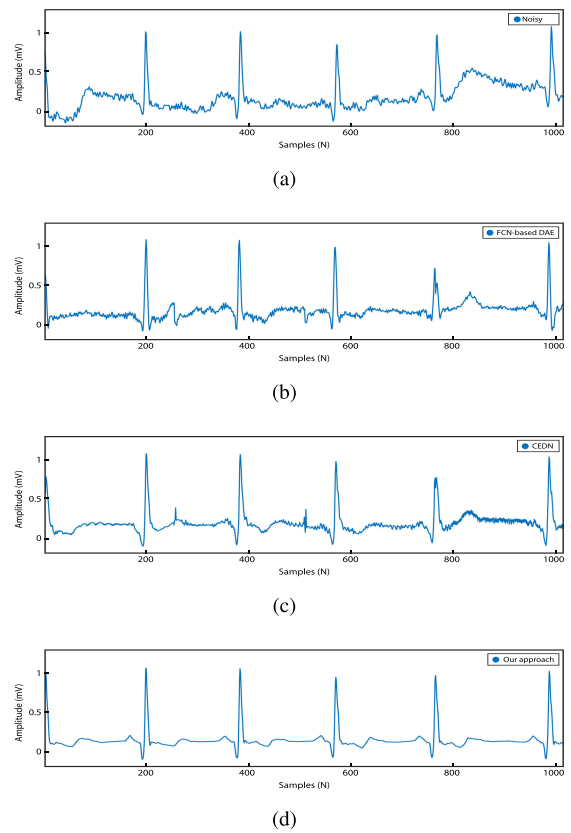 Noisy
Amplitude (mV)
1
0.5
0
200
400
600
800
1000
Samples (N)
(a)
FCN-based DAE
Amplitude (mV)
1
0.5
0
200
400
600
800
1000
Samples (N)
(b)
CEDN
Amplitude (mV)
1
0.5
0
200
400
600
800
1000
Samples (N)
(c)
Our approach
Amplitude (mV)
1
0.5
0
200
400
600
800
1000
Samples (N)
(d)